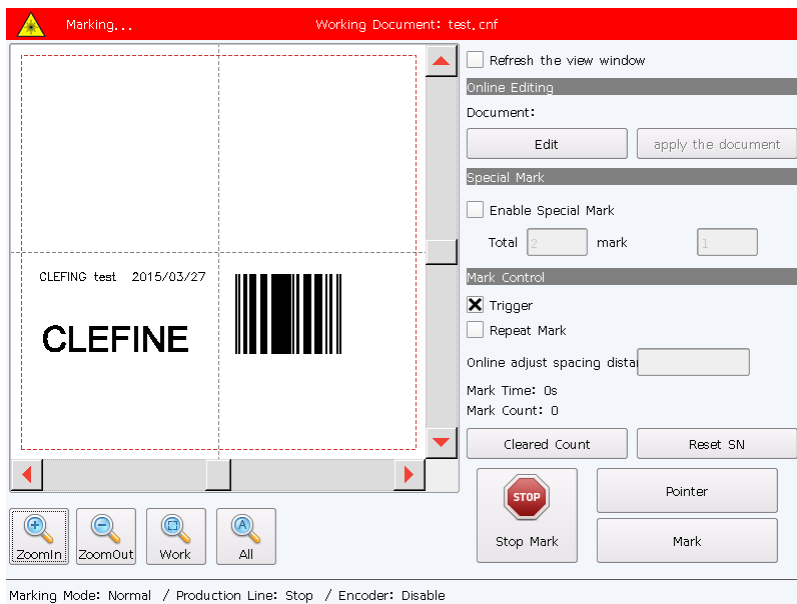 Marking... Working Document: test.cnf
Refresh the view window
Online Editing
Document:
Edit apply the document
Special Mark
Enable Special Mark
Total 2 mark 1
CLEFING test 2015/03/27
CLEFINE
Mark Control
Trigger
Repeat Mark
Online adjust spacing distar
Mark Time: 0s
Mark Count: 0
Cleared Count Reset SN
STOP
Stop Mark
Pointer
Mark
ZoomIn ZoomOut Work A All
Marking Mode: Normal / Production Line: Stop / Encoder: Disable